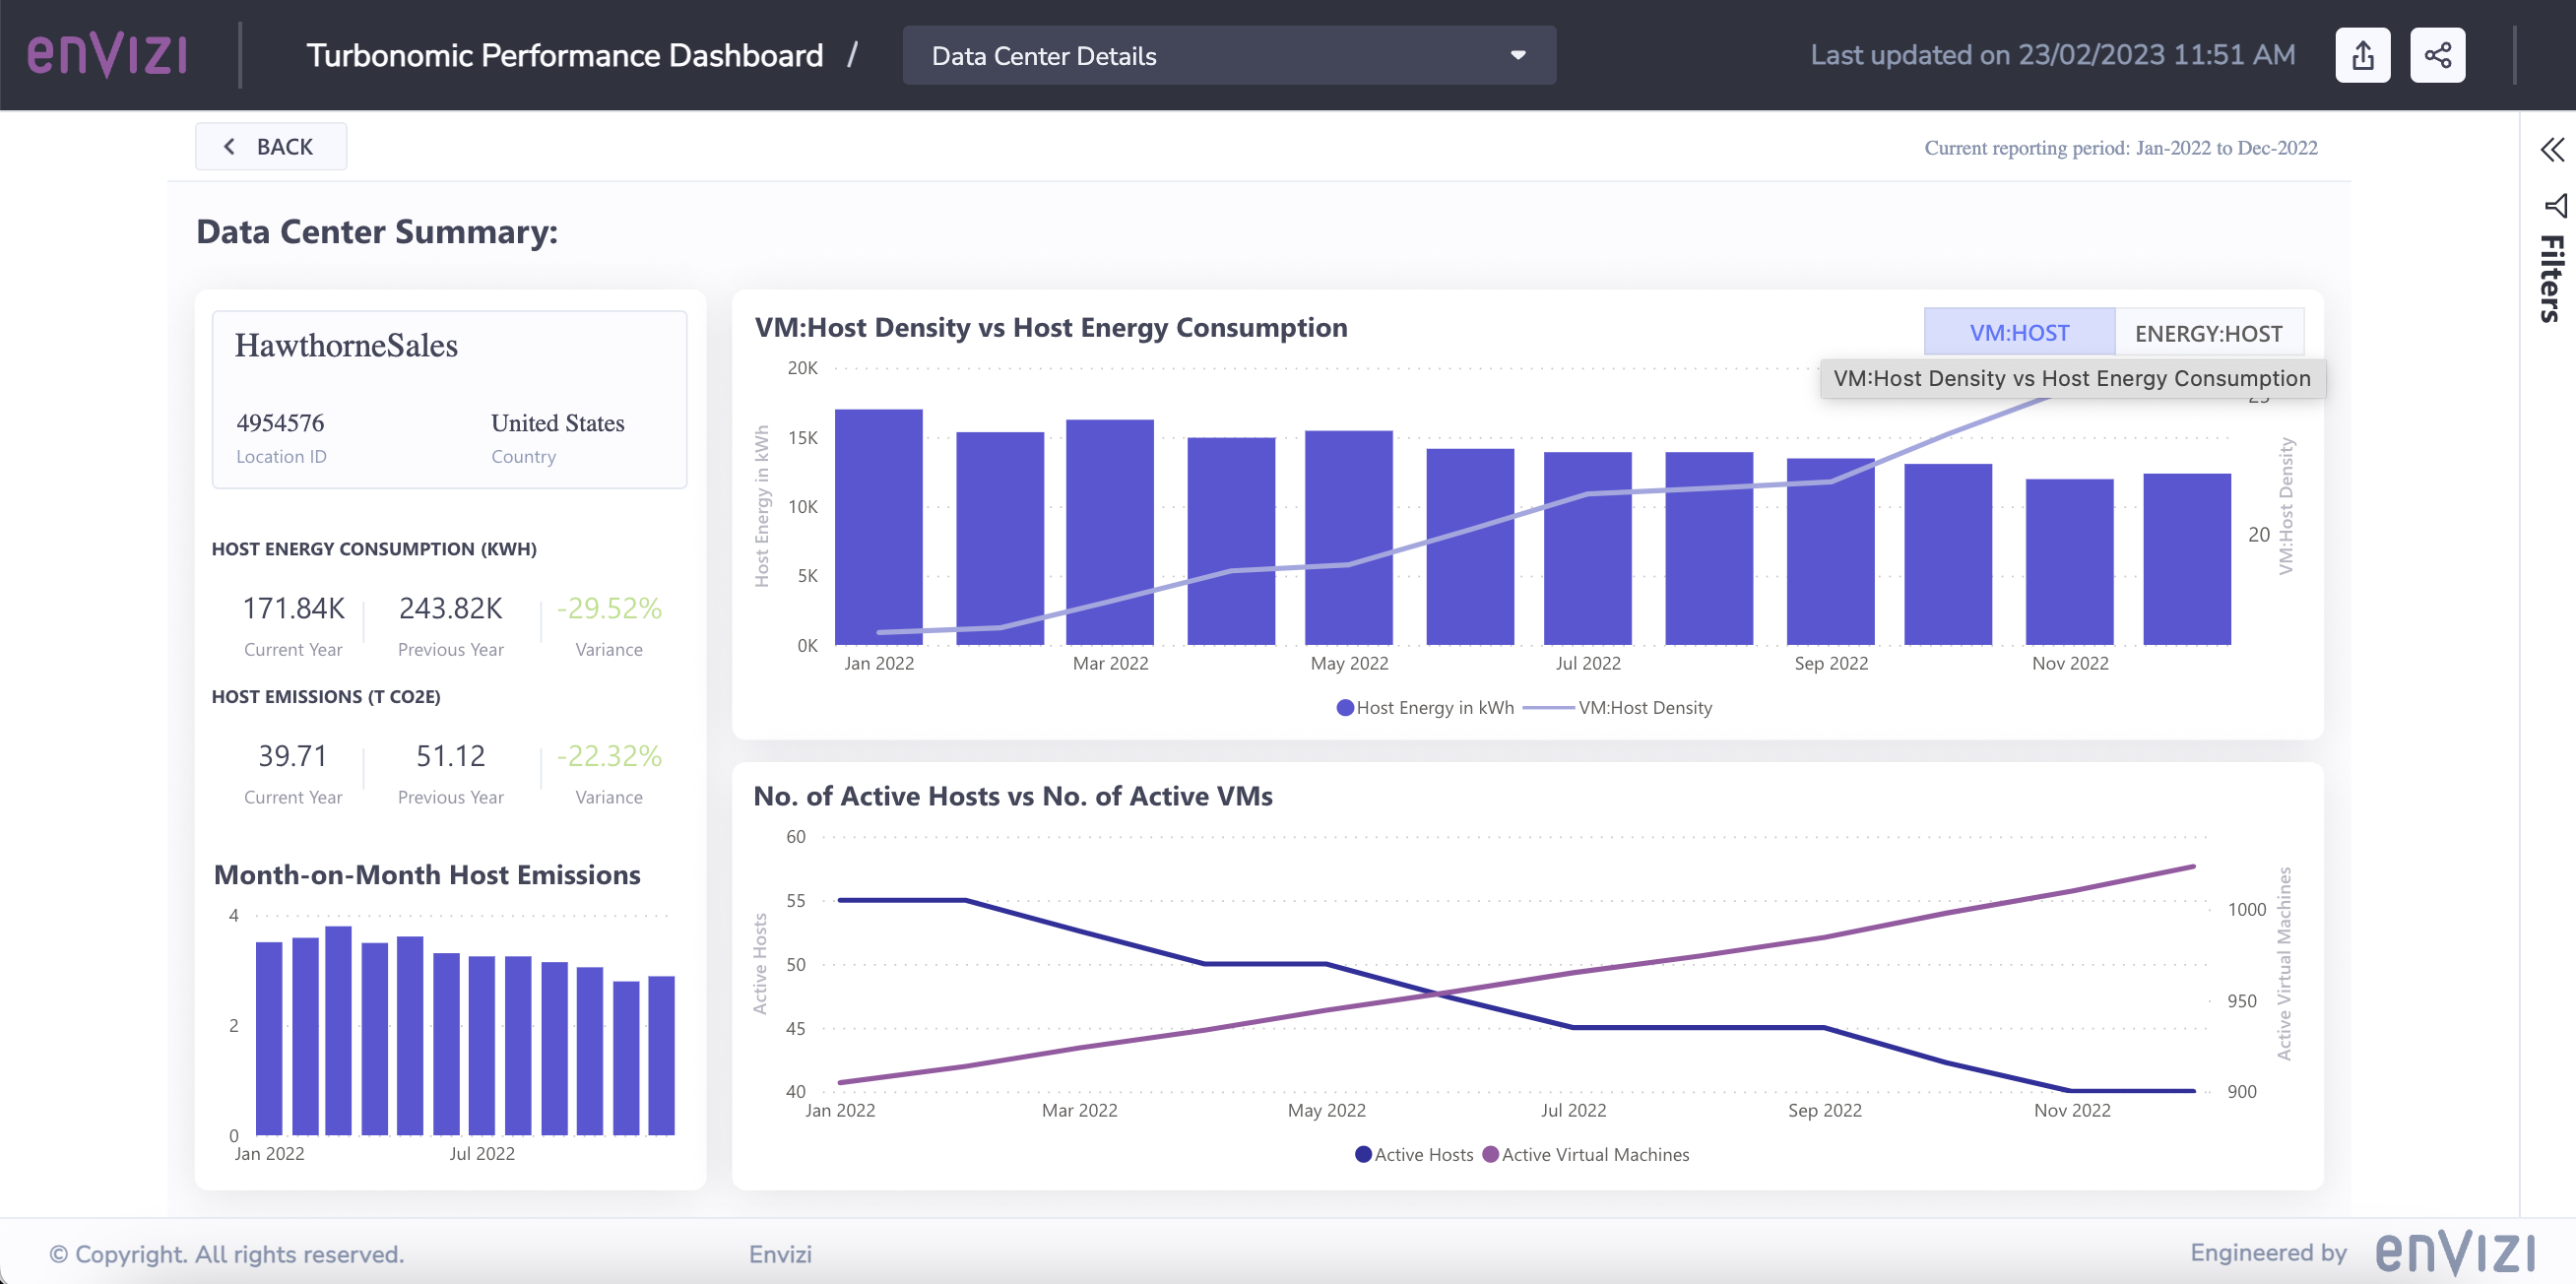 enVIZI
Turbonomic Performance Dashboard /
Data Center Details
Last updated on 23/02/2023 11:51 AM
BACK
Current reporting period: Jan-2022 to Dec-2022
Filters
Data Center Summary:
HawthorneSales
4954576
United States
Location ID
Country
HOST ENERGY CONSUMPTION (KWH)
171.84K
243.82K
-29.52%
Current Year
Previous Year
Variance
HOST EMISSIONS (T CO2E)
39.71
51.12
-22.32%
Current Year
Previous Year
Variance
Month-on-Month Host Emissions
4
2
0
Jan 2022
Jul 2022
VM:Host Density vs Host Energy Consumption
VM:HOST
ENERGY:HOST
VM:Host Density vs Host Energy Consumption
Host Energy in kWh
20K
15K
10K
5K
0K
20
VM:Host Density
Jan 2022
Mar 2022
May 2022
Jul 2022
Sep 2022
Nov 2022
Host Energy in kWh
VM:Host Density
No. of Active Hosts vs No. of Active VMs
Active Hosts
60
55
50
45
40
1000
950
900
Active Virtual Machines
Jan 2022
Mar 2022
May 2022
Jul 2022
Sep 2022
Nov 2022
Active Hosts
Active Virtual Machines
© Copyright. All rights reserved.
Envizi
Engineered by
enVIZI